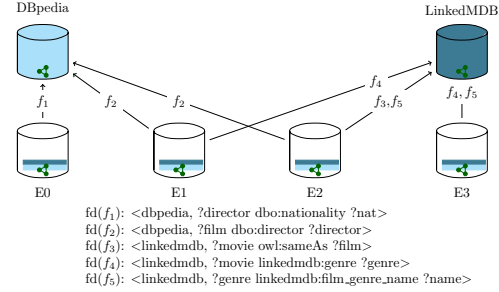 DBpedia
LinkedMDB
f₁
f₂
f₂
f₄
f₃,f₅
f₄, f₅
E0
E1
E2
E3
fd(f₁): <dbpedia, ?director dbo:nationality ?nat>
fd(f₂): <dbpedia, ?film dbo:director ?director>
fd(f₃): <linkedmdb, ?movie owl:sameAs ?film>
fd(f₄): <linkedmdb, ?movie linkedmdb:genre ?genre>
fd(f₅): <linkedmdb, ?genre linkedmdb:film_genre_name ?name>